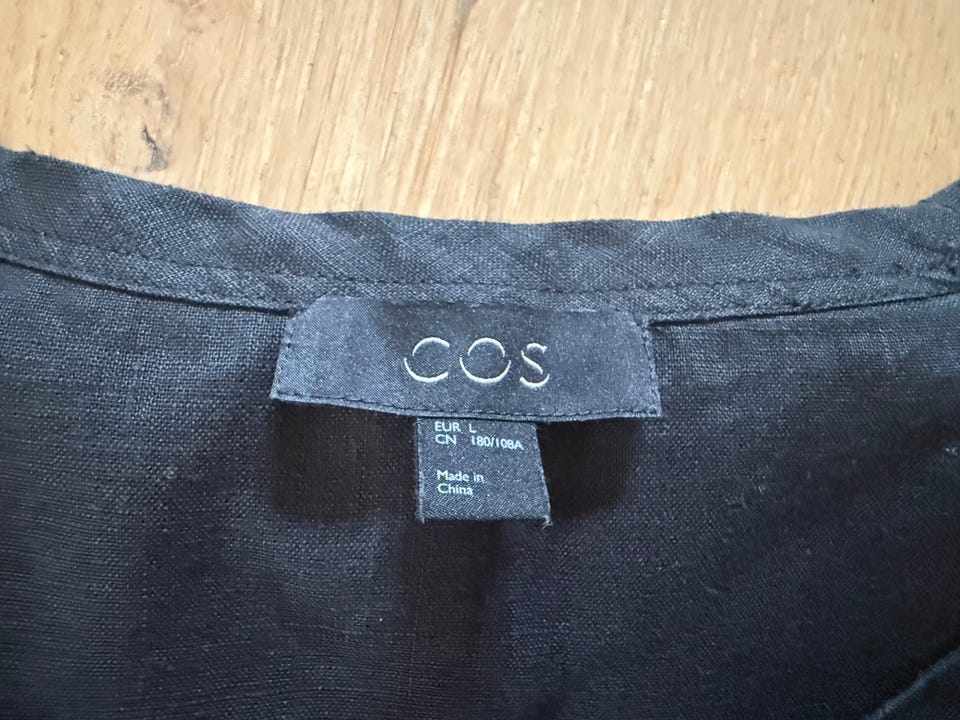 COS
EUR L
CN 180/108A
Made in
China